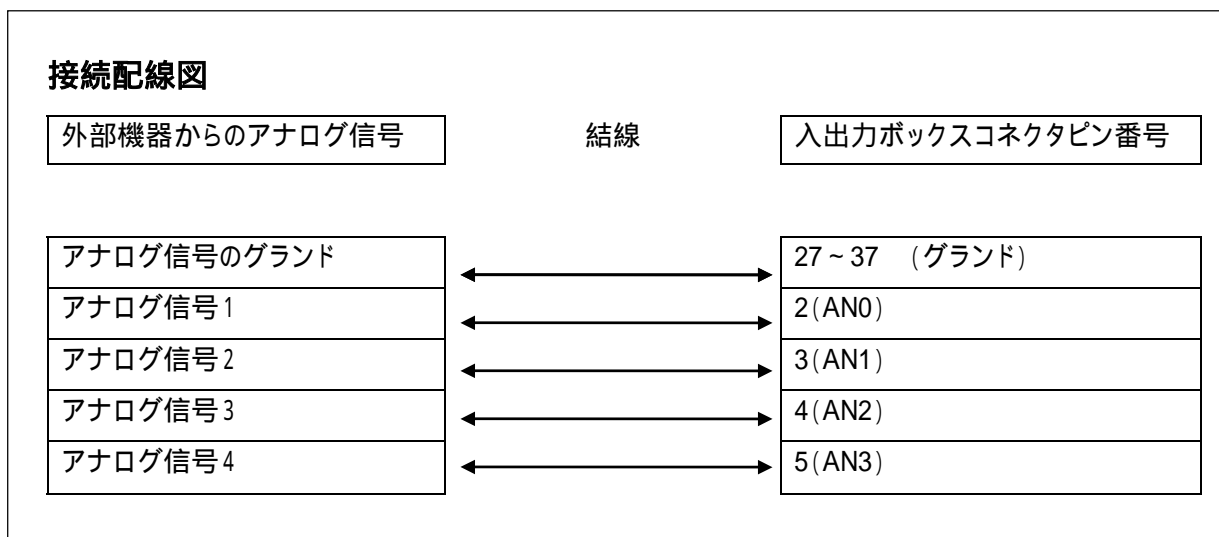 接続配線図
外部機器からのアナログ信号 結線 入出力ボックスコネクタピン番号
アナログ信号のグランド 27~37 (グランド)
アナログ信号1 2(AN0)
アナログ信号2 3(AN1)
アナログ信号3 4(AN2)
アナログ信号4 5(AN3)